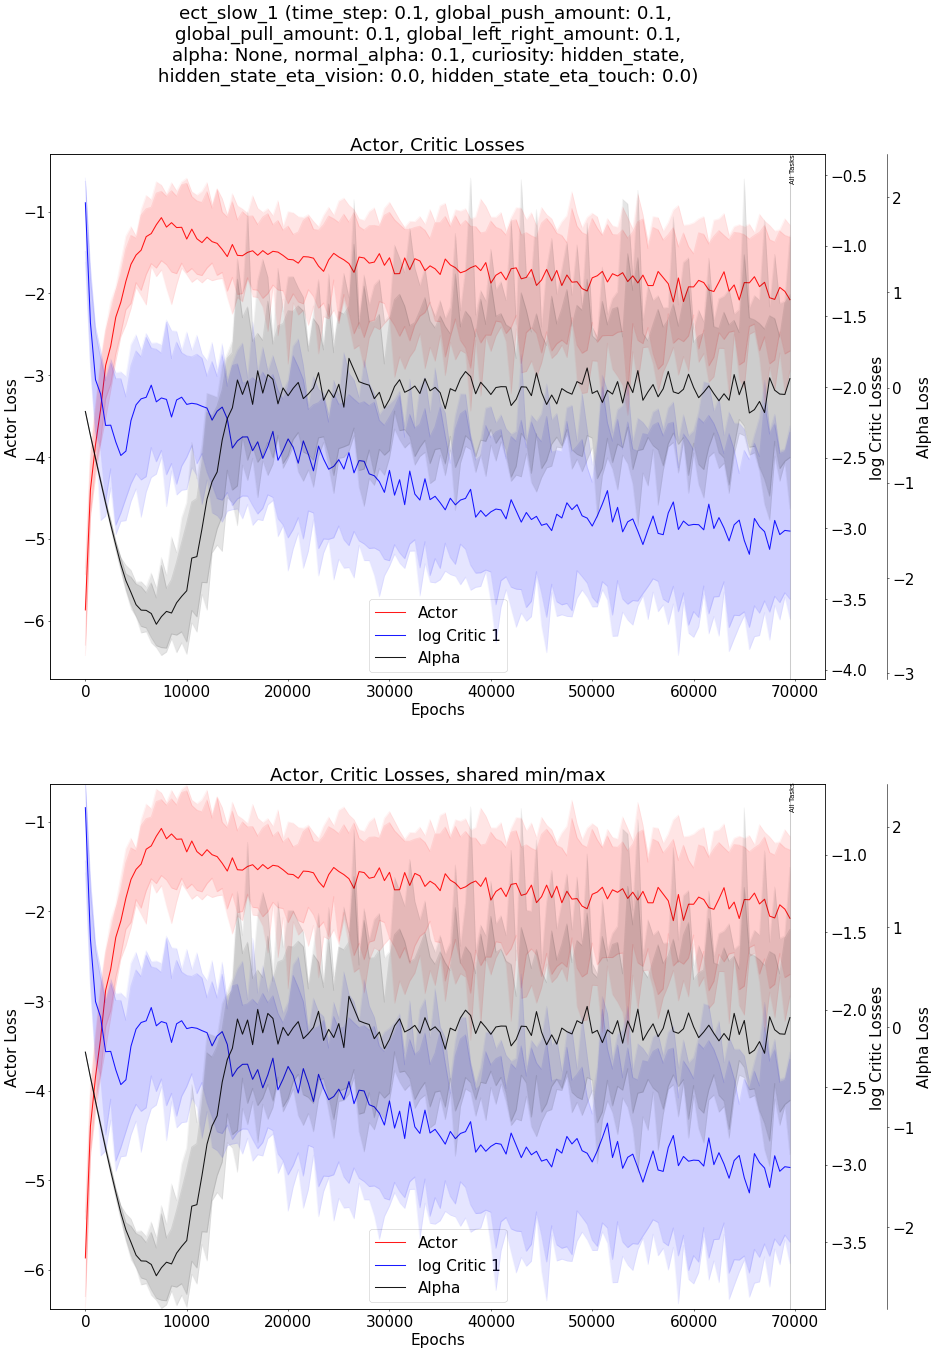 ect_slow_1 (time_step: 0.1, global_push_amount: 0.1,
global_pull_amount: 0.1, global_left_right_amount: 0.1,
alpha: None, normal_alpha: 0.1, curiosity: hidden_state,
hidden_state_eta_vision: 0.0, hidden_state_eta_touch: 0.0)
Actor, Critic Losses
All Tasks
−1
−2
−3
−4
−5
−6
Actor Loss
−0.5
−1.0
−1.5
−2.0
−2.5
−3.0
−3.5
−4.0
log Critic Losses
2
1
0
−1
−2
−3
Alpha Loss
Actor
log Critic 1
Alpha
0 10000 20000 30000 40000 50000 60000 70000
Epochs
Actor, Critic Losses, shared min/max
All Tasks
−1
−2
−3
−4
−5
−6
Actor Loss
−1.0
−1.5
−2.0
−2.5
−3.0
−3.5
log Critic Losses
2
1
0
−1
−2
Alpha Loss
Actor
log Critic 1
Alpha
0 10000 20000 30000 40000 50000 60000 70000
Epochs